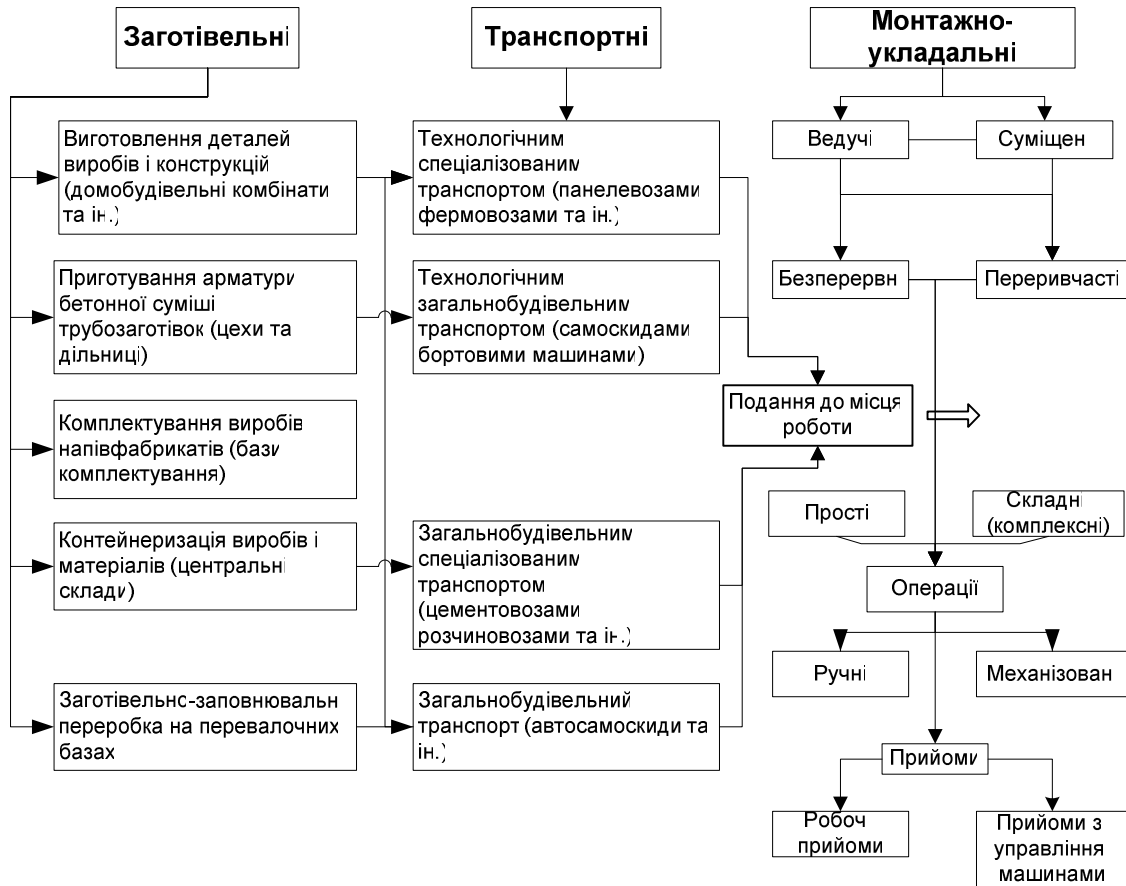 Заготівельні
Виготовлення деталей
виробів і конструкцій
(домобудівельні комбінати
та ін.)
Приготування арматури
бетонної суміші
трубозаготівок (цехи та
дільниці)
Комплектування виробів
напівфабрикатів (бази
комплектування)
Контейнеризація виробів і
матеріалів (центральні
склади)
Заготівельно-заповнювальн
переробка на перевалочних
базах
Транспортні
Технологічним
спеціалізованим
транспортом (панелевозами
фермовозами та ін.)
Технологічним
загальнобудівельним
транспортом (самоскидами
бортовими машинами)
Подання до місця
роботи
Загальнобудівельним
спеціалізованим
транспортом
(цементовозами
розчиновозами та ін.)
Загальнобудівельний
транспорт (автосамоскиди та
ін.)
Монтажно-
укладальні
Ведучі
Суміщен
Безперервн
Переривчасті
Прості
Складні
(комплексні)
Операції
Ручні
Механізован
Прийоми
Робоч
прийоми
Прийоми з
управління
машинами